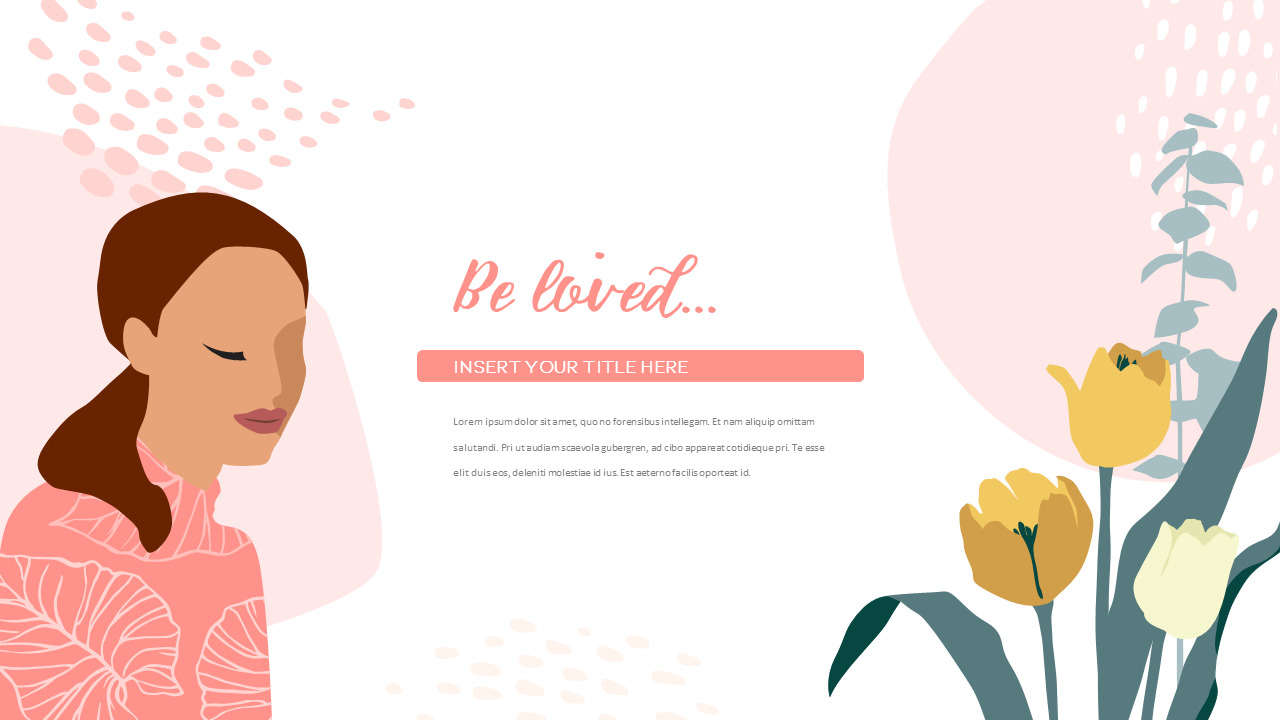 Be loved...
INSERT YOUR TITLE HERE
Lorem ipsum dolor sit amet, quo no forensibus intellegam. Et nam aliquip omittam
salutandi. Pri ut audiam scaevola gubergren, ad cibo appareat cotidieque pri. Te esse
elit duis eos, deleniti molestiae id ius. Est aeterno facilis oporteat id.